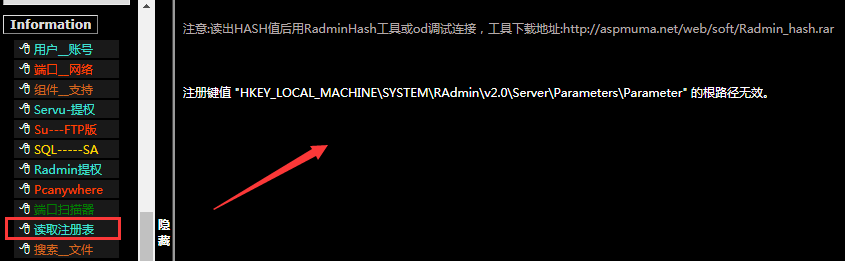 Information
用户__账号
端口__网络
组件__支持
Servu-提权
Su---FTP版
SQL-----SA
Radmin提权
Pcanywhere
端口扫描器
读取注册表
搜索__文件
隐藏
注意:读出HASH值后用RadminHash工具或od调试连接，工具下载地址:http://aspmuma.net/web/soft/Radmin_hash.rar
注册键值 "HKEY_LOCAL_MACHINE\SYSTEM\RAdmin\v2.0\Server\Parameters\Parameter" 的根路径无效。